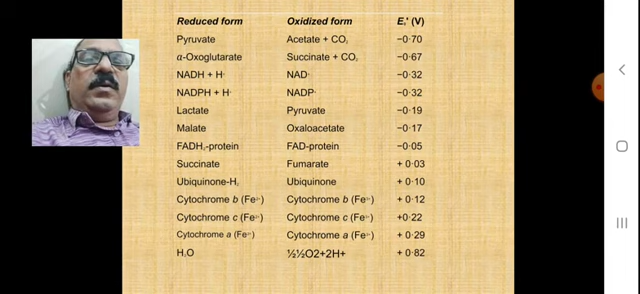 Reduced form Oxidized form E₀' (V)
Pyruvate Acetate + CO₂ −0·70
α-Oxoglutarate Succinate + CO₂ −0·67
NADH + H⁺ NAD⁺ −0·32
NADPH + H⁺ NADP⁺ −0·32
Lactate Pyruvate −0·19
Malate Oxaloacetate −0·17
FADH₂-protein FAD-protein −0·05
Succinate Fumarate + 0·03
Ubiquinone-H₂ Ubiquinone + 0·10
Cytochrome b (Fe²⁺) Cytochrome b (Fe³⁺) + 0·12
Cytochrome c (Fe²⁺) Cytochrome c (Fe³⁺) +0·22
Cytochrome a (Fe²⁺) Cytochrome a (Fe³⁺) + 0·29
H₂O ½½O2+2H+ + 0·82